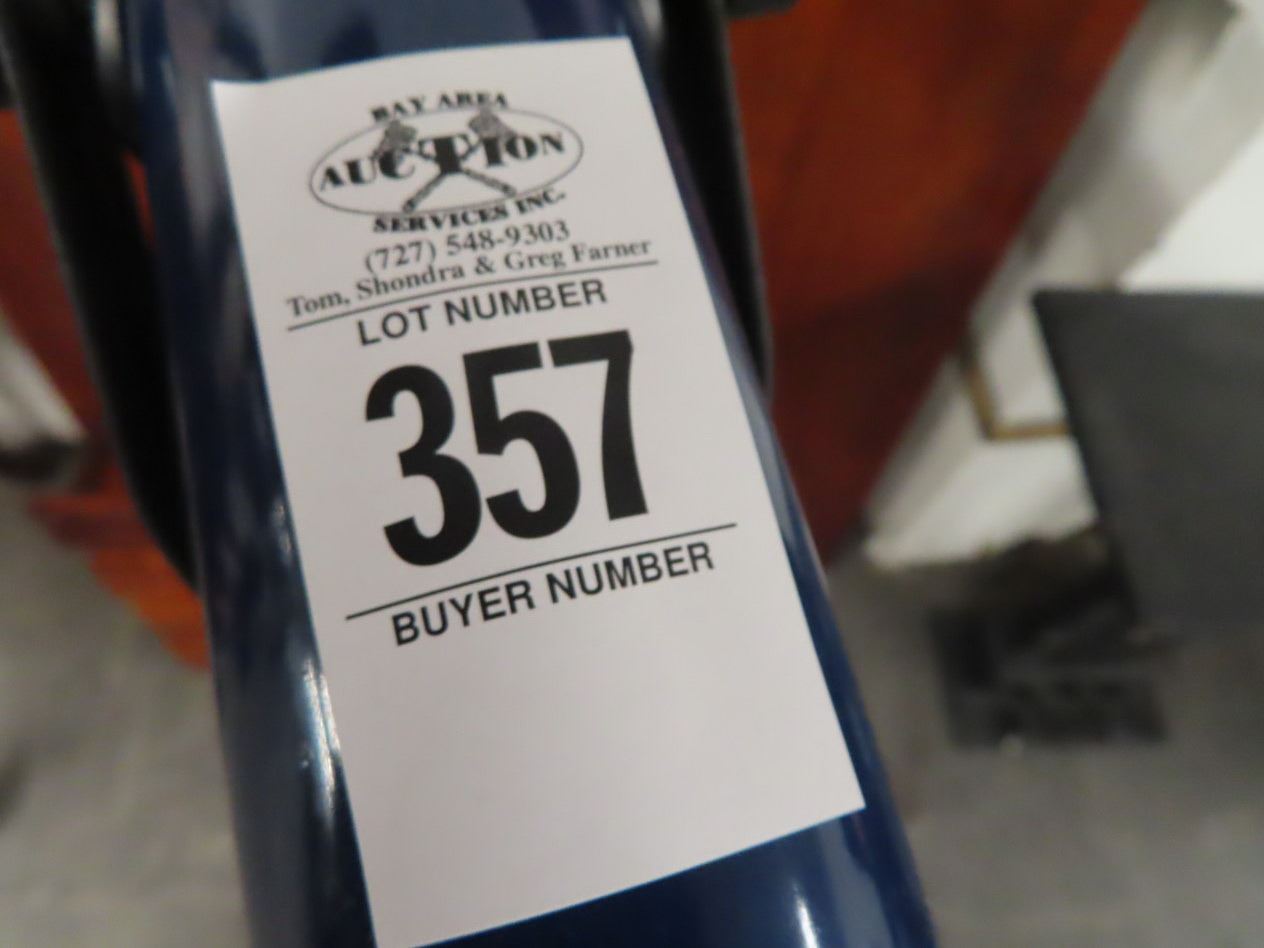 BAY AREA
AUCTION
SERVICES INC.
(727) 548-9303
Tom, Shondra & Greg Farner
LOT NUMBER
357
BUYER NUMBER